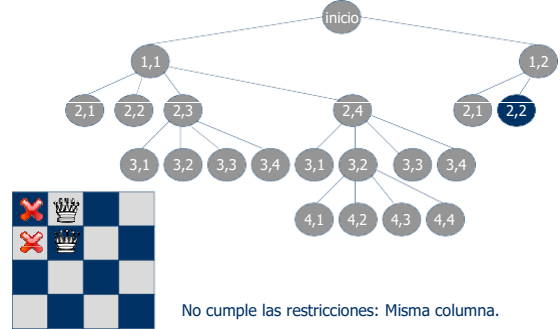 inicio
1,1 1,2
2,1 2,2 2,3 2,4 2,1 2,2
3,1 3,2 3,3 3,4 3,1 3,2 3,3 3,4
4,1 4,2 4,3 4,4
No cumple las restricciones: Misma columna.